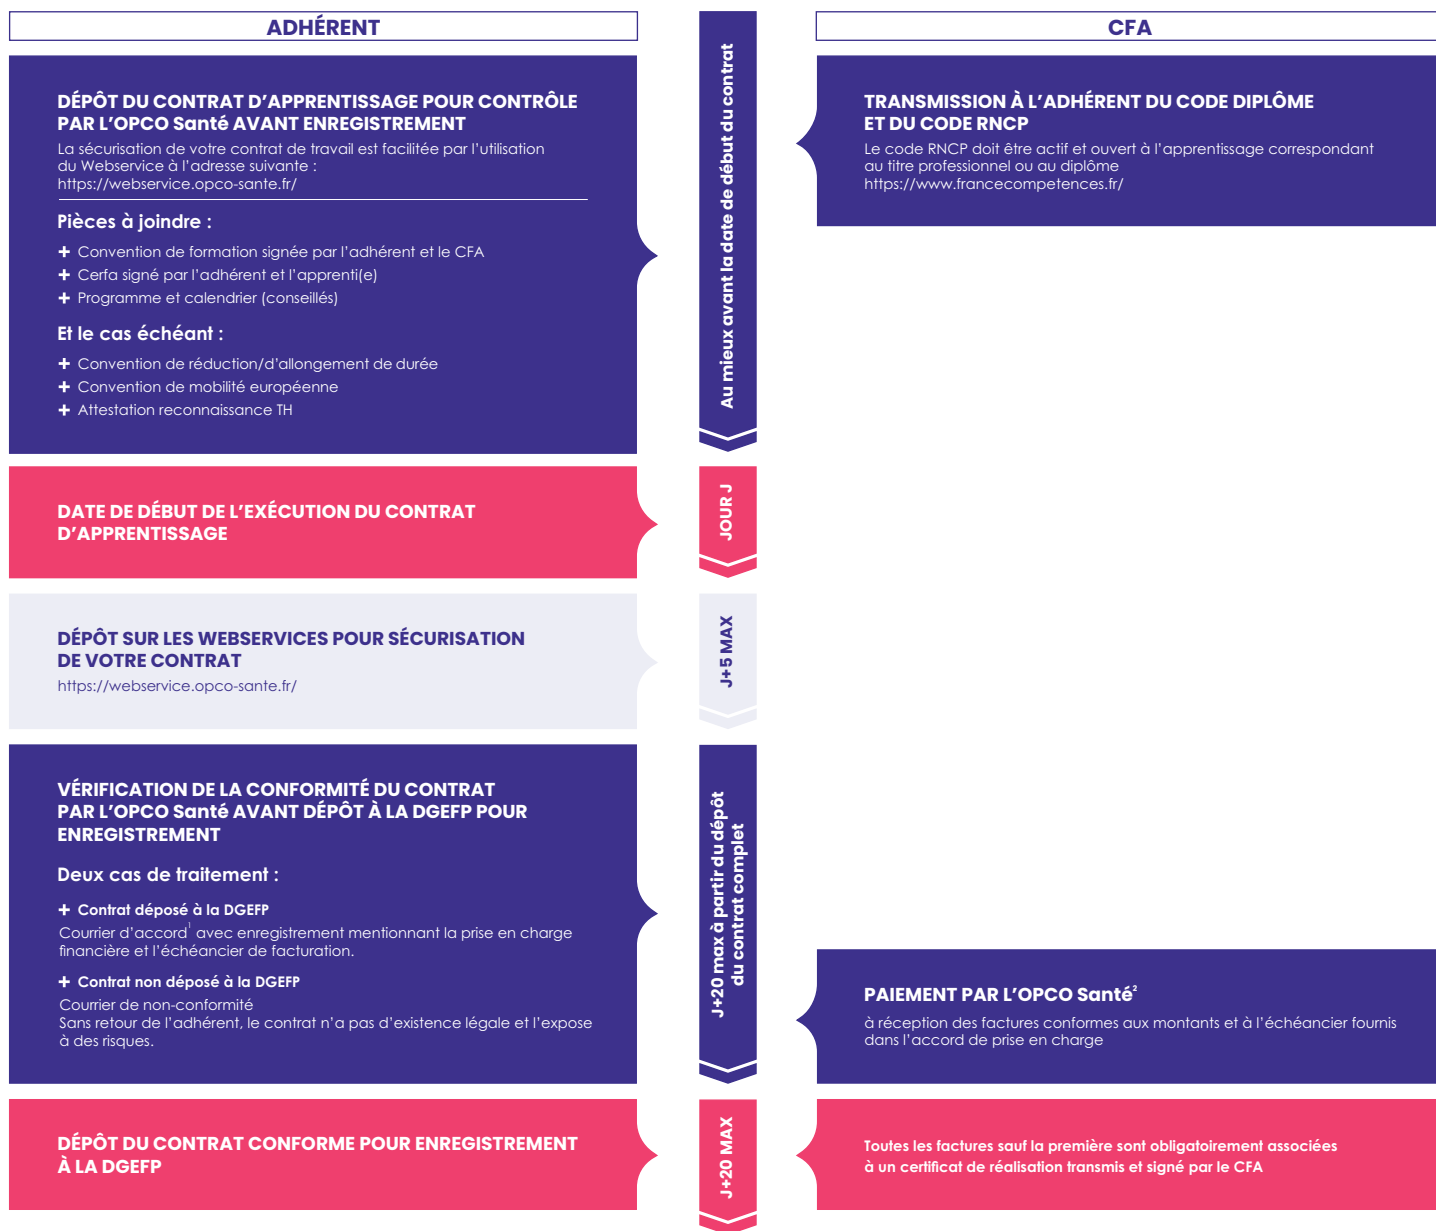 ADHÉRENT
DÉPÔT DU CONTRAT D'APPRENTISSAGE POUR CONTRÔLE
PAR L'OPCO Santé AVANT ENREGISTREMENT
La sécurisation de votre contrat de travail est facilitée par l'utilisation
du Webservice à l'adresse suivante :
https://webservice.opco-sante.fr/
Pièces à joindre :
+ Convention de formation signée par l'adhérent et le CFA
+ Cerfa signé par l'adhérent et l'apprenti(e)
+ Programme et calendrier (conseillés)
Et le cas échéant :
+ Convention de réduction/d'allongement de durée
+ Convention de mobilité européenne
+ Attestation reconnaissance TH
Au mieux avant la date de début du contrat
CFA
TRANSMISSION À L'ADHÉRENT DU CODE DIPLÔME
ET DU CODE RNCP
Le code RNCP doit être actif et ouvert à l'apprentissage correspondant
au titre professionnel ou au diplôme
https://www.francecompetences.fr/
DATE DE DÉBUT DE L'EXÉCUTION DU CONTRAT
D'APPRENTISSAGE
JOUR J
DÉPÔT SUR LES WEBSERVICES POUR SÉCURISATION
DE VOTRE CONTRAT
https://webservice.opco-sante.fr/
J+5 MAX
VÉRIFICATION DE LA CONFORMITÉ DU CONTRAT
PAR L'OPCO Santé AVANT DÉPÔT À LA DGEFP POUR
ENREGISTREMENT
Deux cas de traitement :
+ Contrat déposé à la DGEFP
Courrier d'accord¹ avec enregistrement mentionnant la prise en charge
financière et l'échéancier de facturation.
+ Contrat non déposé à la DGEFP
Courrier de non-conformité
Sans retour de l'adhérent, le contrat n'a pas d'existence légale et l'expose
à des risques.
J+20 max à partir du dépôt
du contrat complet
PAIEMENT PAR L'OPCO Santé²
à réception des factures conformes aux montants et à l'échéancier fournis
dans l'accord de prise en charge
DÉPÔT DU CONTRAT CONFORME POUR ENREGISTREMENT
À LA DGEFP
J+20 MAX
Toutes les factures sauf la première sont obligatoirement associées
à un certificat de réalisation transmis et signé par le CFA